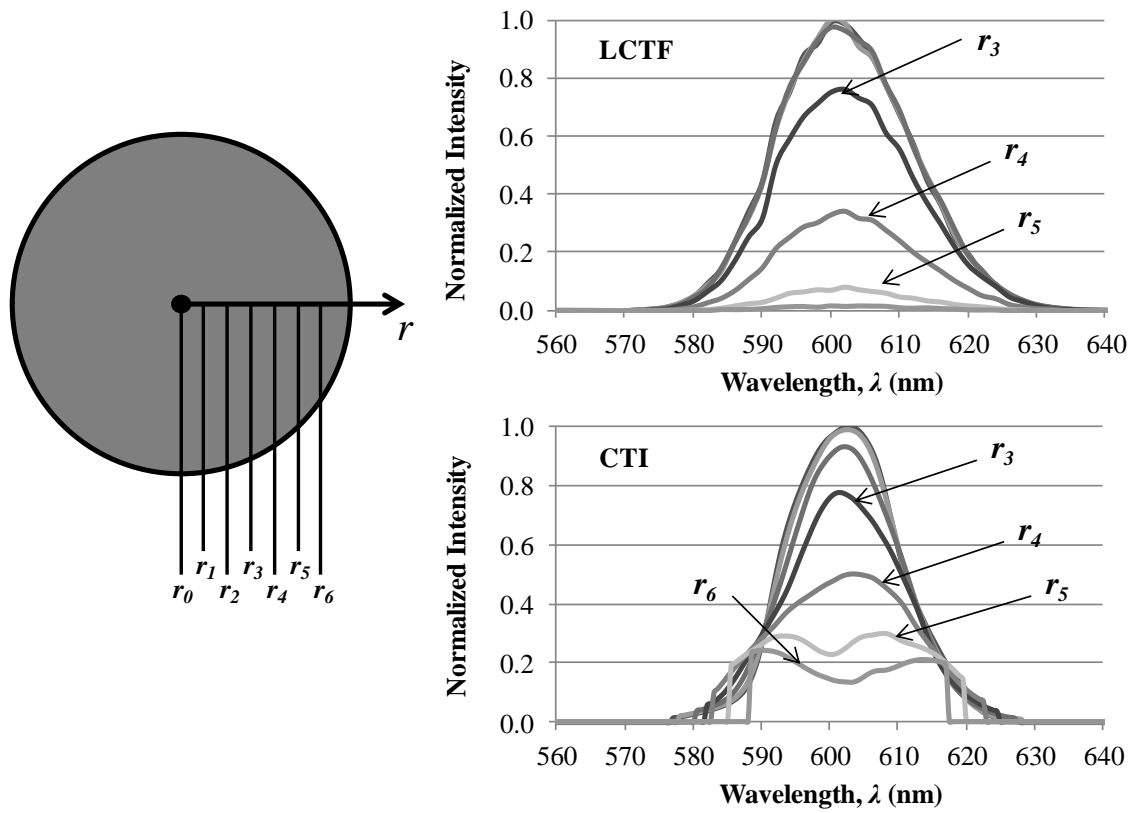 r
r1
r3
r5
r0
r2
r4
r6
LCTF
r3
r4
r5
Normalized Intensity
1.0
0.8
0.6
0.4
0.2
0.0
560 570 580 590 600 610 620 630 640
Wavelength, λ (nm)
CTI
r3
r4
r5
r6
Normalized Intensity
1.0
0.8
0.6
0.4
0.2
0.0
560 570 580 590 600 610 620 630 640
Wavelength, λ (nm)